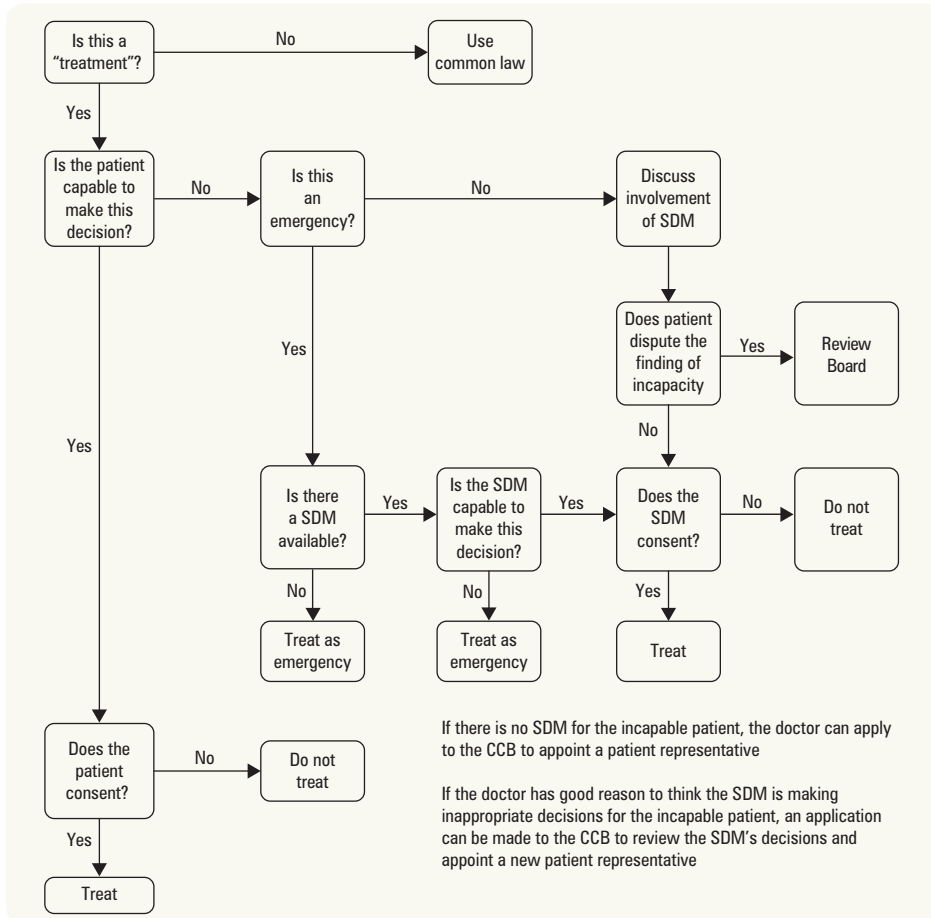 Is this a
“treatment”?
No
Use
common law
Yes
Is the patient
capable to
make this
decision?
No
Is this
an
emergency?
No
Discuss
involvement
of SDM
Yes
Does patient
dispute the
finding of
incapacity
Yes
Review
Board
No
Yes
Is there
a SDM
available?
Yes
Is the SDM
capable to
make this
decision?
Yes
Does the
SDM
consent?
No
Do not
treat
No
No
Yes
Treat as
emergency
Treat as
emergency
Treat
Does the
patient
consent?
No
Do not
treat
Yes
Treat
If there is no SDM for the incapable patient, the doctor can apply
to the CCB to appoint a patient representative
If the doctor has good reason to think the SDM is making
inappropriate decisions for the incapable patient, an application
can be made to the CCB to review the SDM’s decisions and
appoint a new patient representative